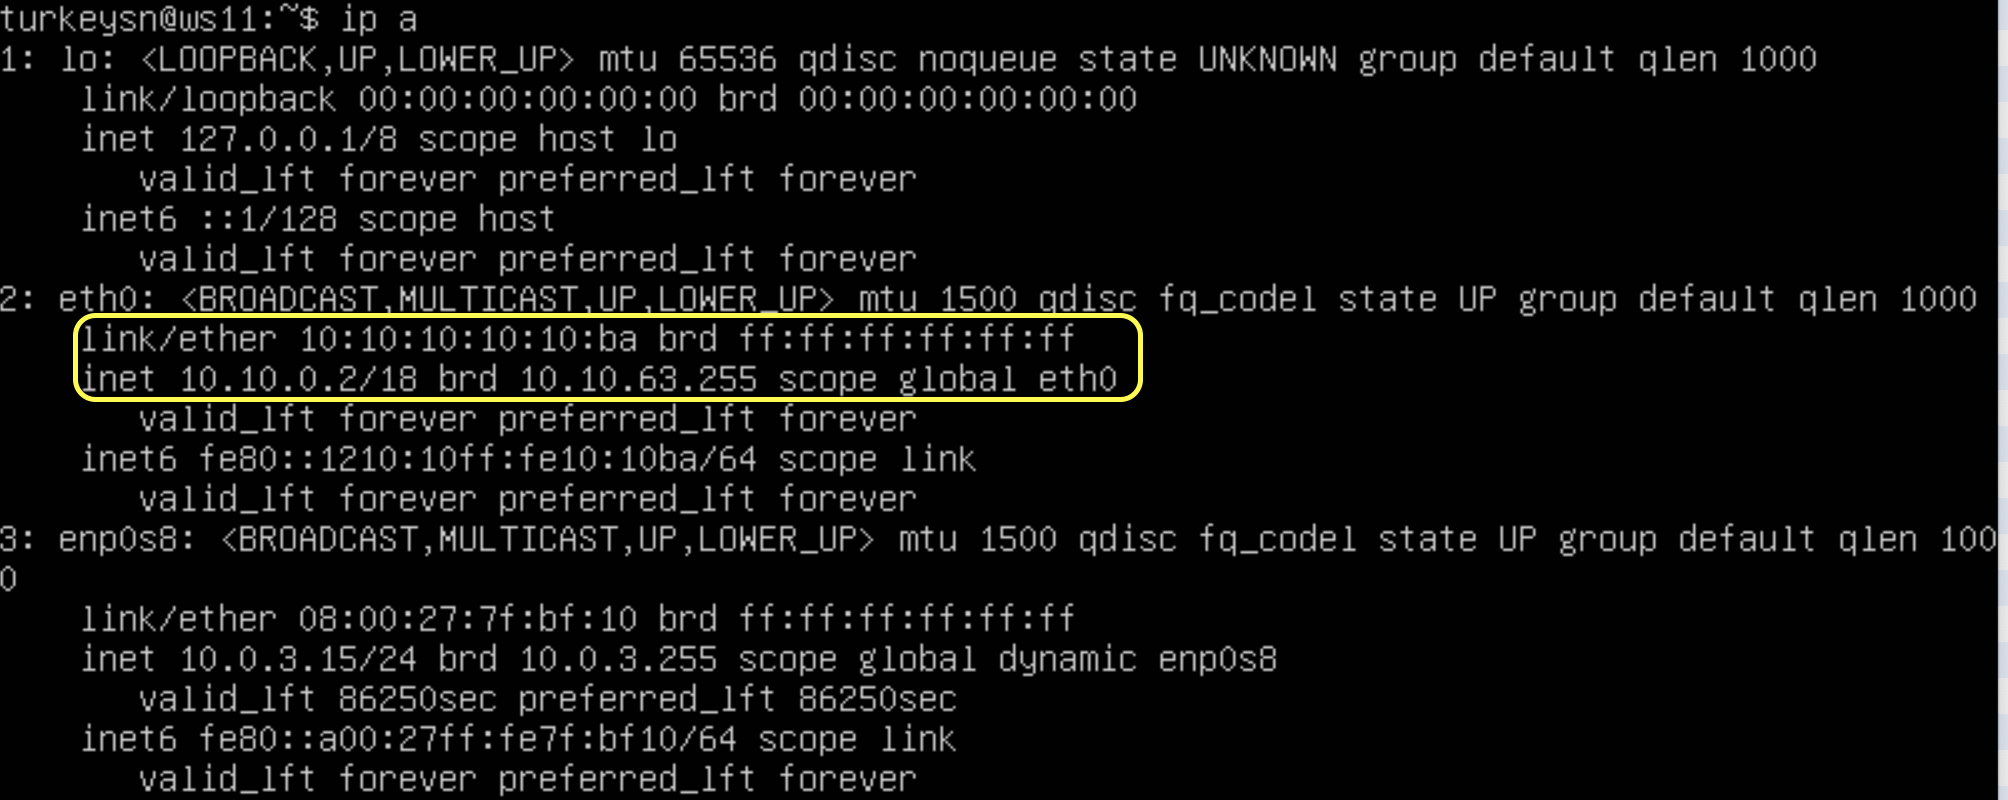 turkeysn@ws11:~$ ip a
1: lo: <LOOPBACK,UP,LOWER_UP> mtu 65536 qdisc noqueue state UNKNOWN group default qlen 1000
    link/loopback 00:00:00:00:00:00 brd 00:00:00:00:00:00
    inet 127.0.0.1/8 scope host lo
       valid_lft forever preferred_lft forever
    inet6 ::1/128 scope host
       valid_lft forever preferred_lft forever
2: eth0: <BROADCAST,MULTICAST,UP,LOWER_UP> mtu 1500 qdisc fq_codel state UP group default qlen 1000
    link/ether 10:10:10:10:10:ba brd ff:ff:ff:ff:ff:ff
    inet 10.10.0.2/18 brd 10.10.63.255 scope global eth0
       valid_lft forever preferred_lft forever
    inet6 fe80::1210:10ff:fe10:10ba/64 scope link
       valid_lft forever preferred_lft forever
3: enp0s8: <BROADCAST,MULTICAST,UP,LOWER_UP> mtu 1500 qdisc fq_codel state UP group default qlen 100
0
    link/ether 08:00:27:7f:bf:10 brd ff:ff:ff:ff:ff:ff
    inet 10.0.3.15/24 brd 10.0.3.255 scope global dynamic enp0s8
       valid_lft 86250sec preferred_lft 86250sec
    inet6 fe80::a00:27ff:fe7f:bf10/64 scope link
       valid_lft forever preferred_lft forever